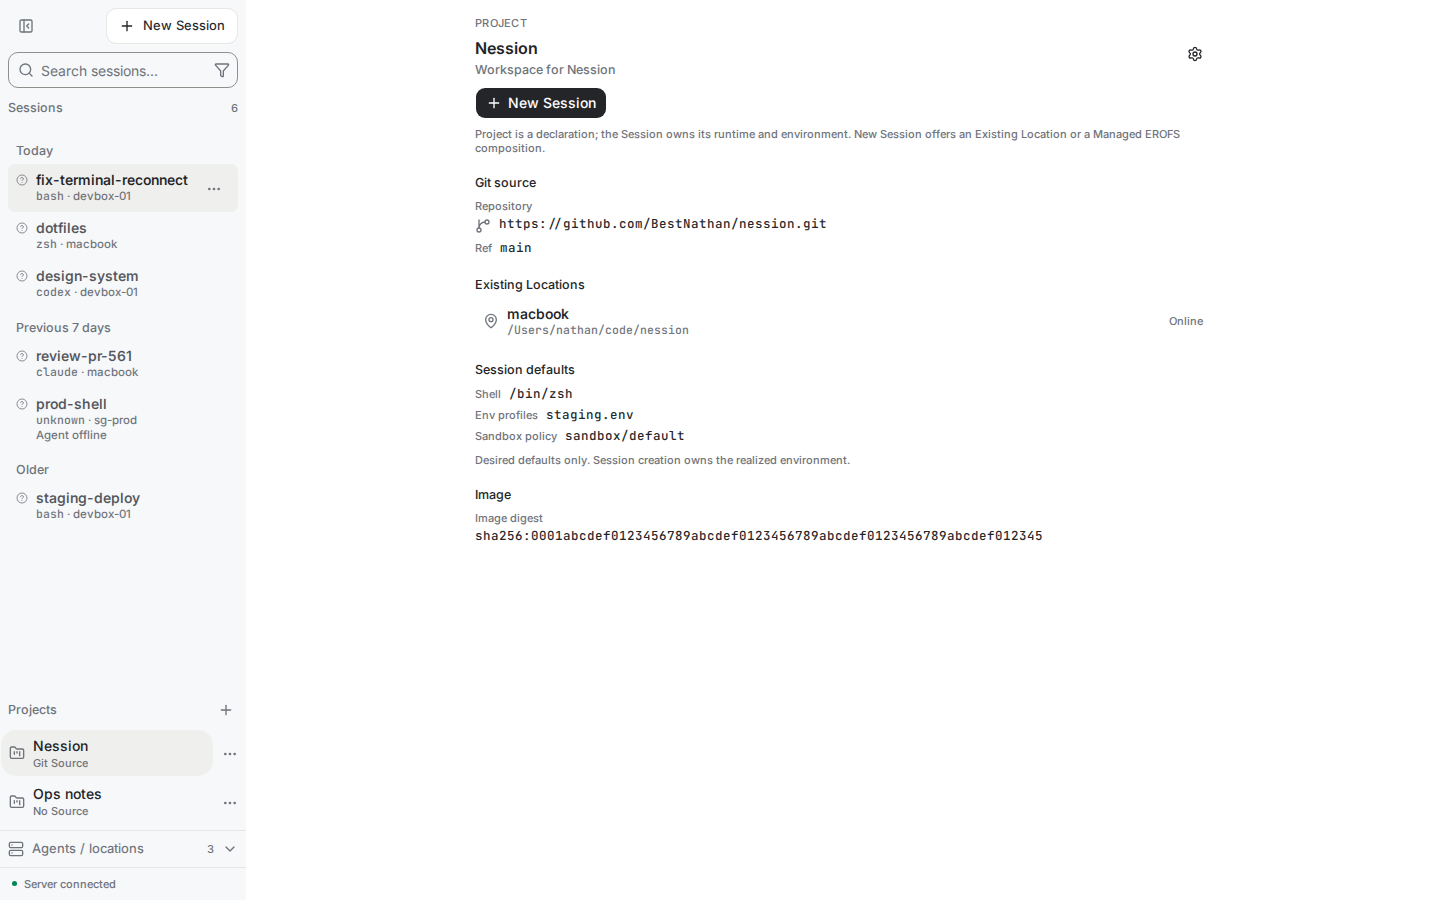 New Session
Search sessions...
Sessions 6
Today
fix-terminal-reconnect
bash · devbox-01
dotfiles
zsh · macbook
design-system
codex · devbox-01
Previous 7 days
review-pr-561
claude · macbook
prod-shell
unknown · sg-prod
Agent offline
Older
staging-deploy
bash · devbox-01
Projects
Nession
Git Source
Ops notes
No Source
Agents / locations 3
Server connected
PROJECT
Nession
Workspace for Nession
New Session
Project is a declaration; the Session owns its runtime and environment. New Session offers an Existing Location or a Managed EROFS
composition.
Git source
Repository
https://github.com/BestNathan/nession.git
Ref main
Existing Locations
macbook
/Users/nathan/code/nession
Online
Session defaults
Shell /bin/zsh
Env profiles staging.env
Sandbox policy sandbox/default
Desired defaults only. Session creation owns the realized environment.
Image
Image digest
sha256:0001abcdef0123456789abcdef0123456789abcdef0123456789abcdef012345